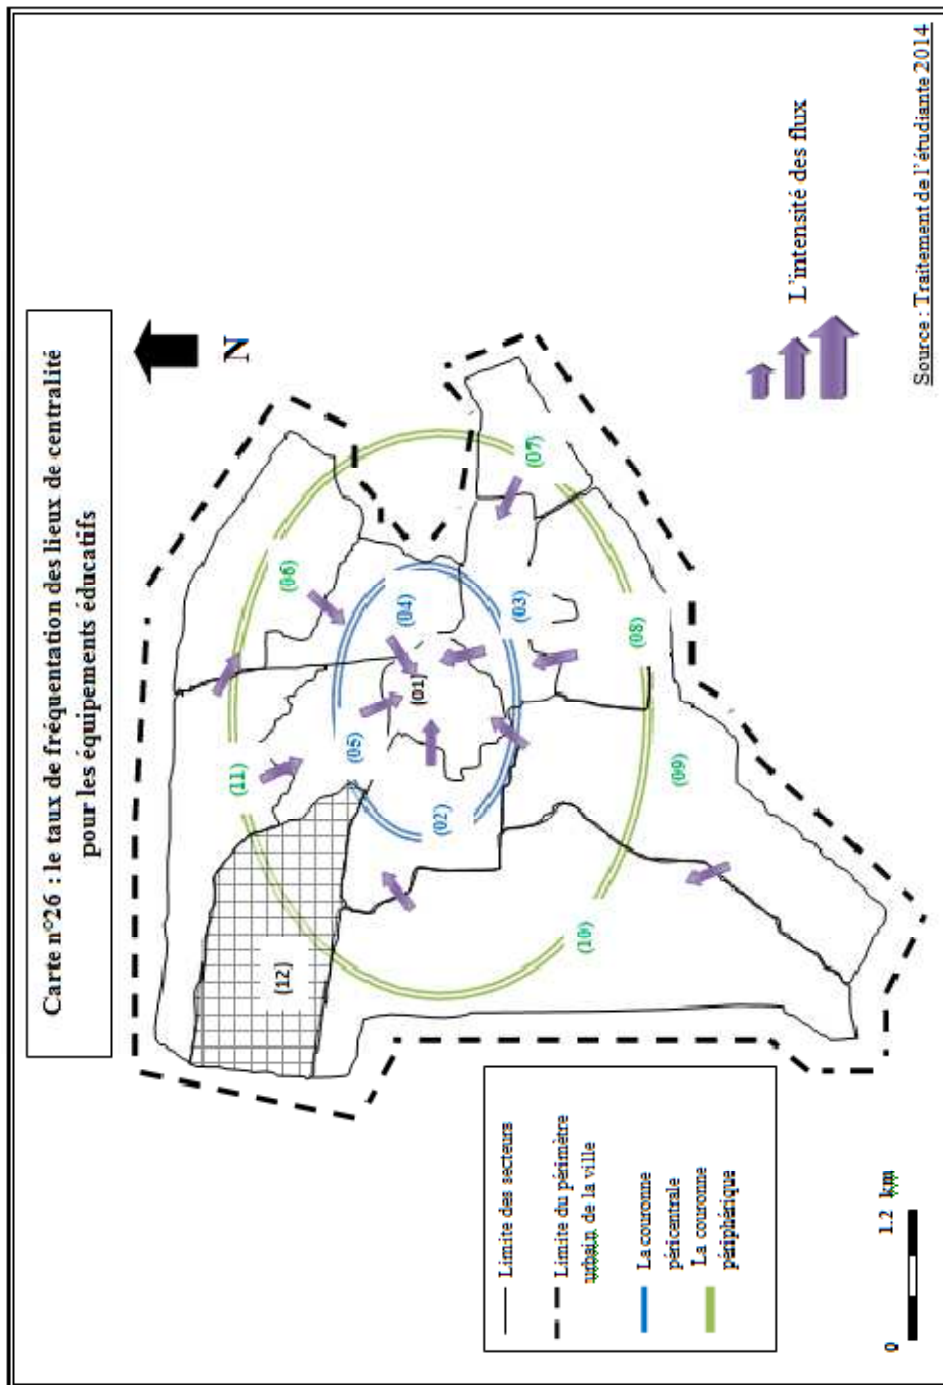 Carte n°26 : le taux de fréquentation des lieux de centralité
pour les équipements éducatifs
N
(11)
(06)
(12)
(05)
(04)
(01)
(02)
(03)
(07)
(10)
(09)
(08)
Limite des secteurs
Limite du périmètre
urbain de la ville
La couronne
péricentrale
La couronne
périphérique
0
1.2 km
L'intensité des flux
Source : Traitement de l'étudiante 2014